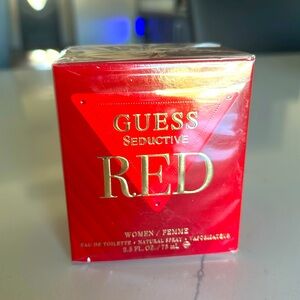 GUESS
SEDUCTIVE
RED
WOMEN / FEMME
EAU DE TOILETTE • NATURAL SPRAY • VAPORISATEUR
2.5 FL. OZ. / 75 ml ℮